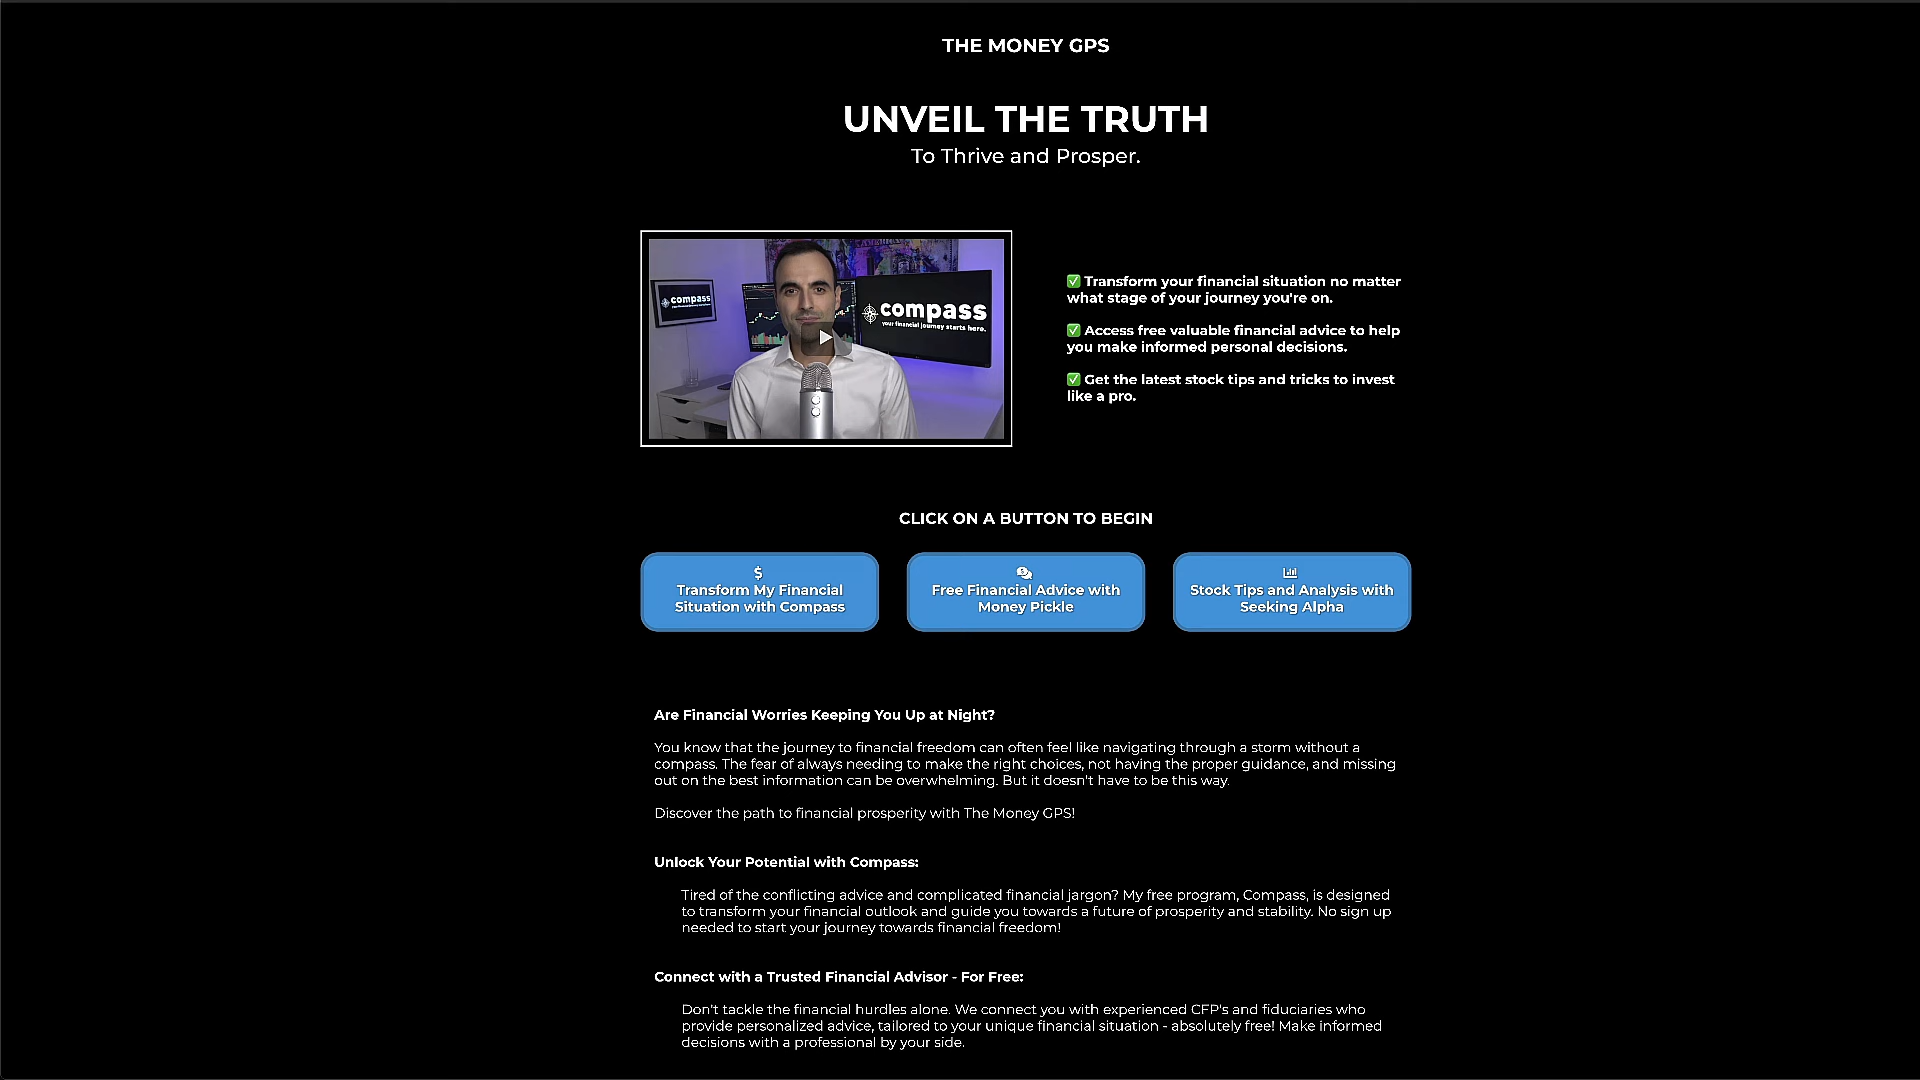 THE MONEY GPS
UNVEIL THE TRUTH
To Thrive and Prosper.
compass
your financial journey starts here.
compass
your financial journey starts here.
✅ Transform your financial situation no matter
what stage of your journey you're on.
✅ Access free valuable financial advice to help
you make informed personal decisions.
✅ Get the latest stock tips and tricks to invest
like a pro.
CLICK ON A BUTTON TO BEGIN
Transform My Financial
Situation with Compass
Free Financial Advice with
Money Pickle
Stock Tips and Analysis with
Seeking Alpha
Are Financial Worries Keeping You Up at Night?
You know that the journey to financial freedom can often feel like navigating through a storm without a
compass. The fear of always needing to make the right choices, not having the proper guidance, and missing
out on the best information can be overwhelming. But it doesn't have to be this way.
Discover the path to financial prosperity with The Money GPS!
Unlock Your Potential with Compass:
Tired of the conflicting advice and complicated financial jargon? My free program, Compass, is designed
to transform your financial outlook and guide you towards a future of prosperity and stability. No sign up
needed to start your journey towards financial freedom!
Connect with a Trusted Financial Advisor - For Free:
Don't tackle the financial hurdles alone. We connect you with experienced CFP's and fiduciaries who
provide personalized advice, tailored to your unique financial situation - absolutely free! Make informed
decisions with a professional by your side.